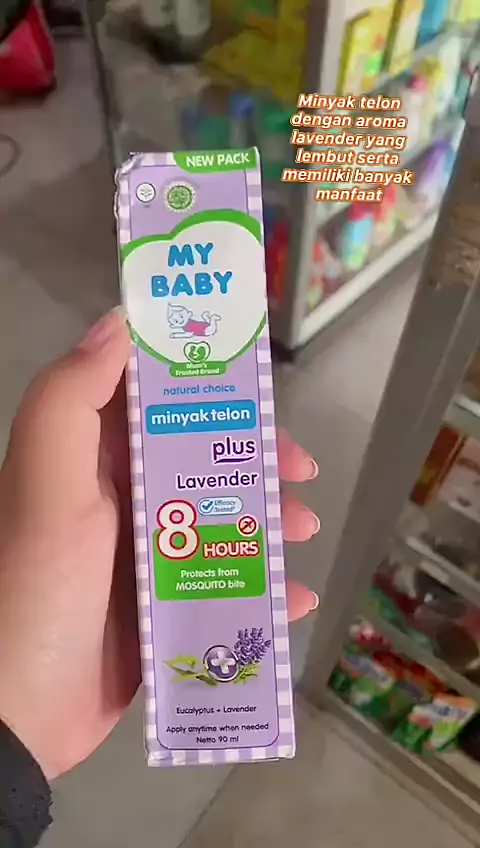 Minyak telon
dengan aroma
lavender yang
lembut serta
memiliki banyak
manfaat
NEW PACK
MY
BABY
Mum's
Trusted Brand
natural choice
minyak telon
plus
Lavender
8
HOURS
Efficacy
Tested*
Protects from
MOSQUITO bite
Eucalyptus + Lavender
Apply anytime when needed
Netto 90 ml